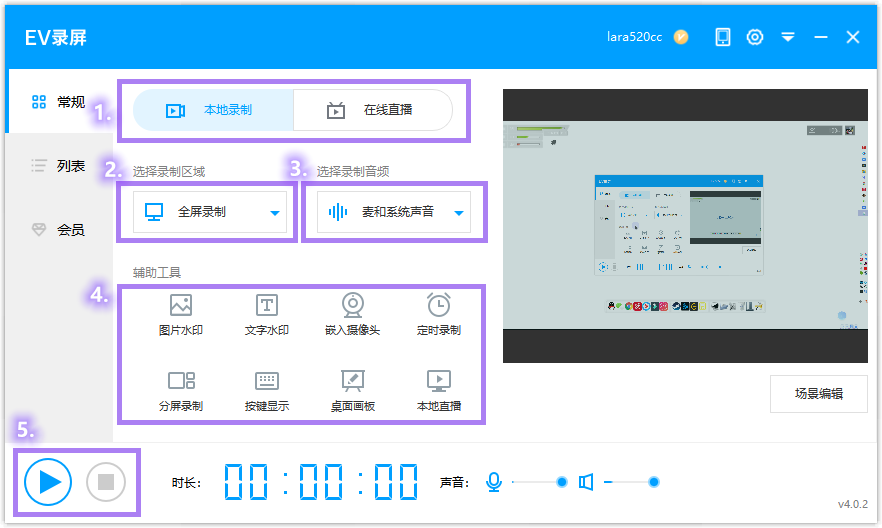 EV录屏
lara520cc
常规
列表
会员
1.
本地录制
在线直播
2.
选择录制区域
3.
选择录制音频
全屏录制
麦和系统声音
辅助工具
4.
图片水印
文字水印
嵌入摄像头
定时录制
分屏录制
按键显示
桌面画板
本地直播
场景编辑
5.
时长：
00:00:00
声音：
v4.0.2